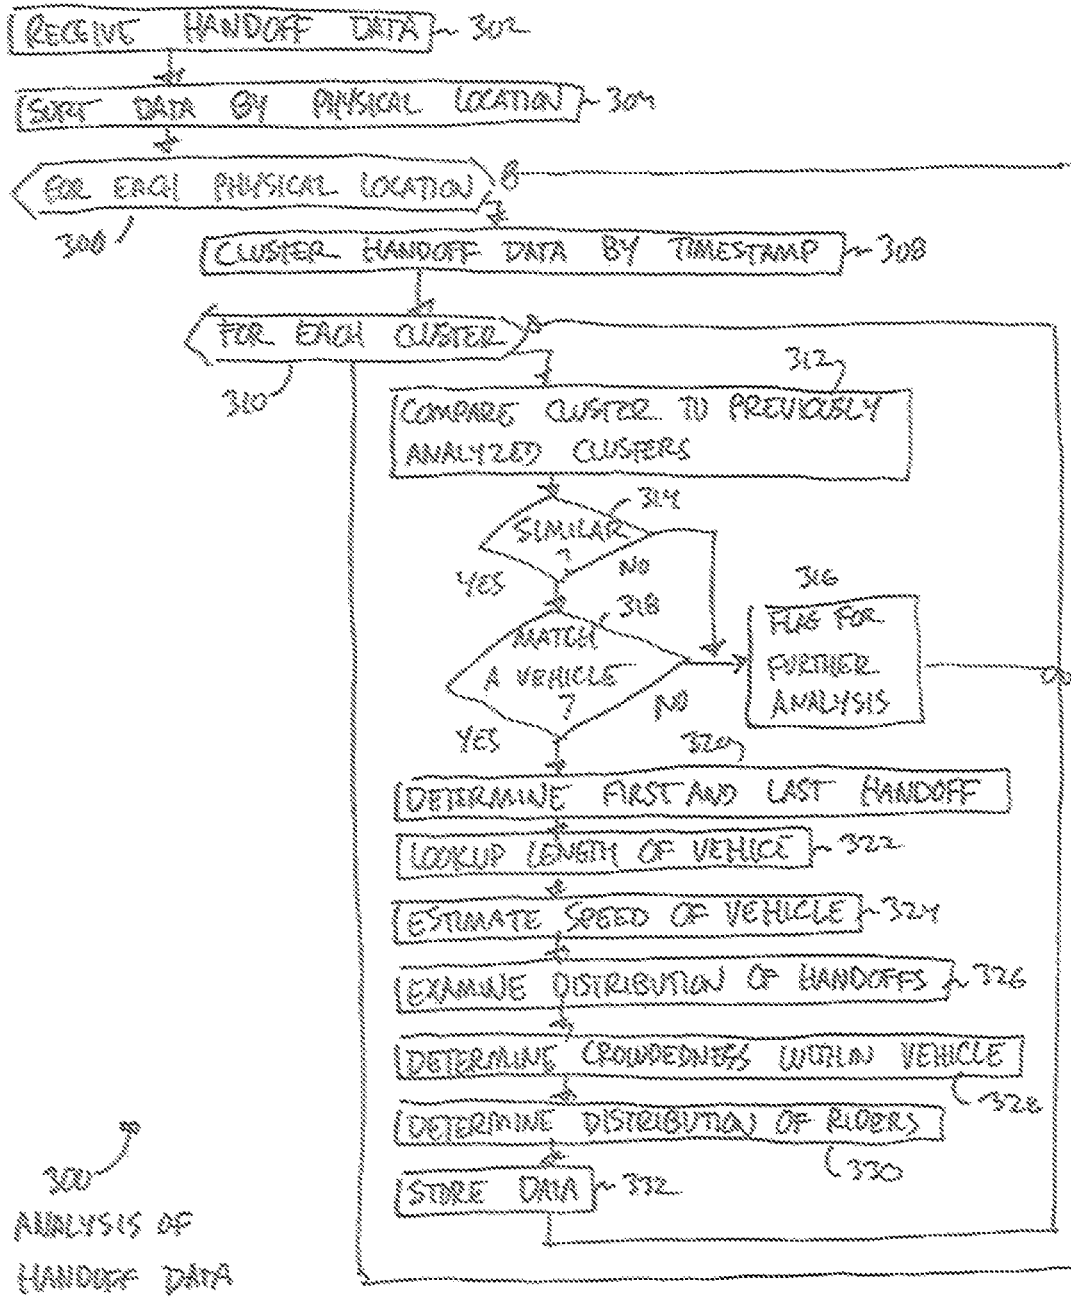 RECEIVE HANDOFF DATA 302
SORT DATA BY PHYSICAL LOCATION 304
FOR EACH PHYSICAL LOCATION
306
CLUSTER HANDOFF DATA BY TIMESTAMP 308
FOR EACH CLUSTER
310
312
COMPARE CLUSTER TO PREVIOUSLY
ANALYZED CLUSTERS
314
SIMILAR
?
YES
NO
316
FLAG FOR
FURTHER
ANALYSIS
318
MATCH
A VEHICLE
?
YES
NO
320
DETERMINE FIRST AND LAST HANDOFF
LOOKUP LENGTH OF VEHICLE 322
ESTIMATE SPEED OF VEHICLE 324
EXAMINE DISTRIBUTION OF HANDOFFS 326
DETERMINE CROWDEDNESS WITHIN VEHICLE
328
DETERMINE DISTRIBUTION OF RIDERS
330
STORE DATA 332
300
ANALYSIS OF
HANDOFF DATA